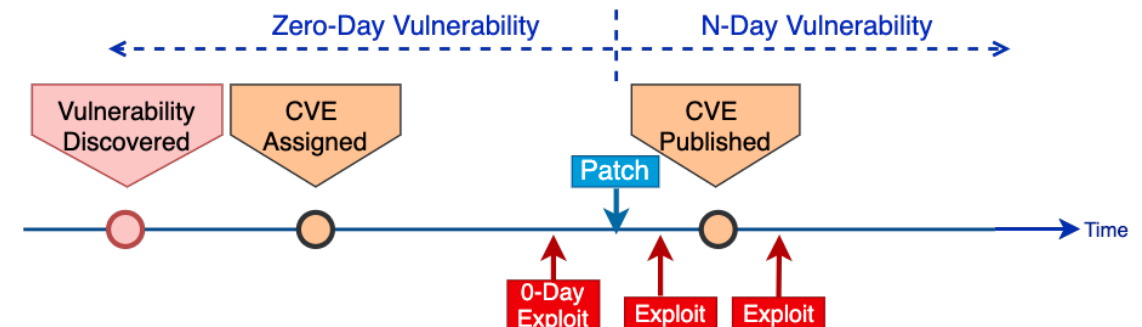 Zero-Day Vulnerability
N-Day Vulnerability
Vulnerability
Discovered
CVE
Assigned
CVE
Published
Patch
Time
0-Day
Exploit
Exploit
Exploit